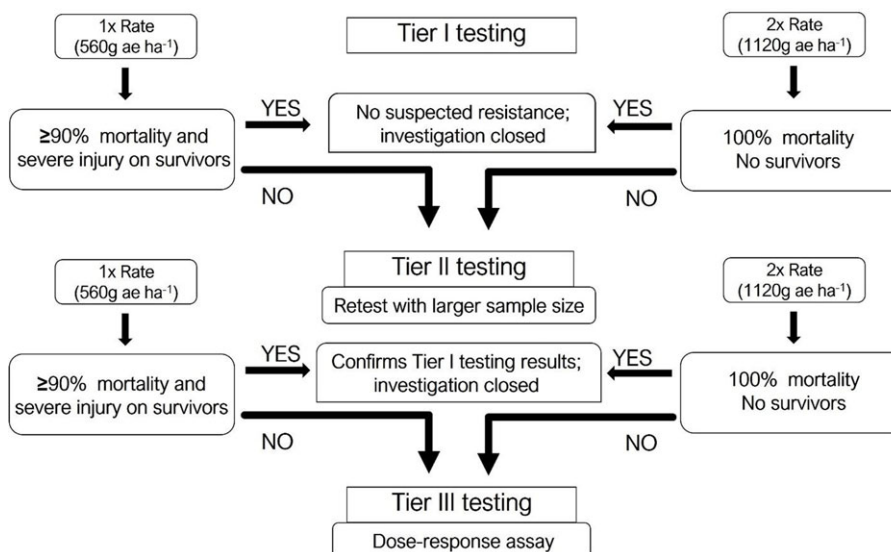 1x Rate
(560g ae ha⁻¹)
Tier I testing
2x Rate
(1120g ae ha⁻¹)
≥90% mortality and
severe injury on survivors
YES
No suspected resistance;
investigation closed
YES
100% mortality
No survivors
NO
NO
1x Rate
(560g ae ha⁻¹)
Tier II testing
Retest with larger sample size
2x Rate
(1120g ae ha⁻¹)
≥90% mortality and
severe injury on survivors
YES
Confirms Tier I testing results;
investigation closed
YES
100% mortality
No survivors
NO
NO
Tier III testing
Dose-response assay